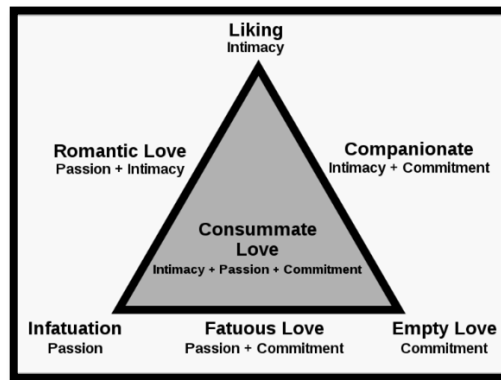 Liking
Intimacy
Romantic Love
Passion + Intimacy
Companionate
Intimacy + Commitment
Consummate
Love
Intimacy + Passion + Commitment
Infatuation
Passion
Fatuous Love
Passion + Commitment
Empty Love
Commitment